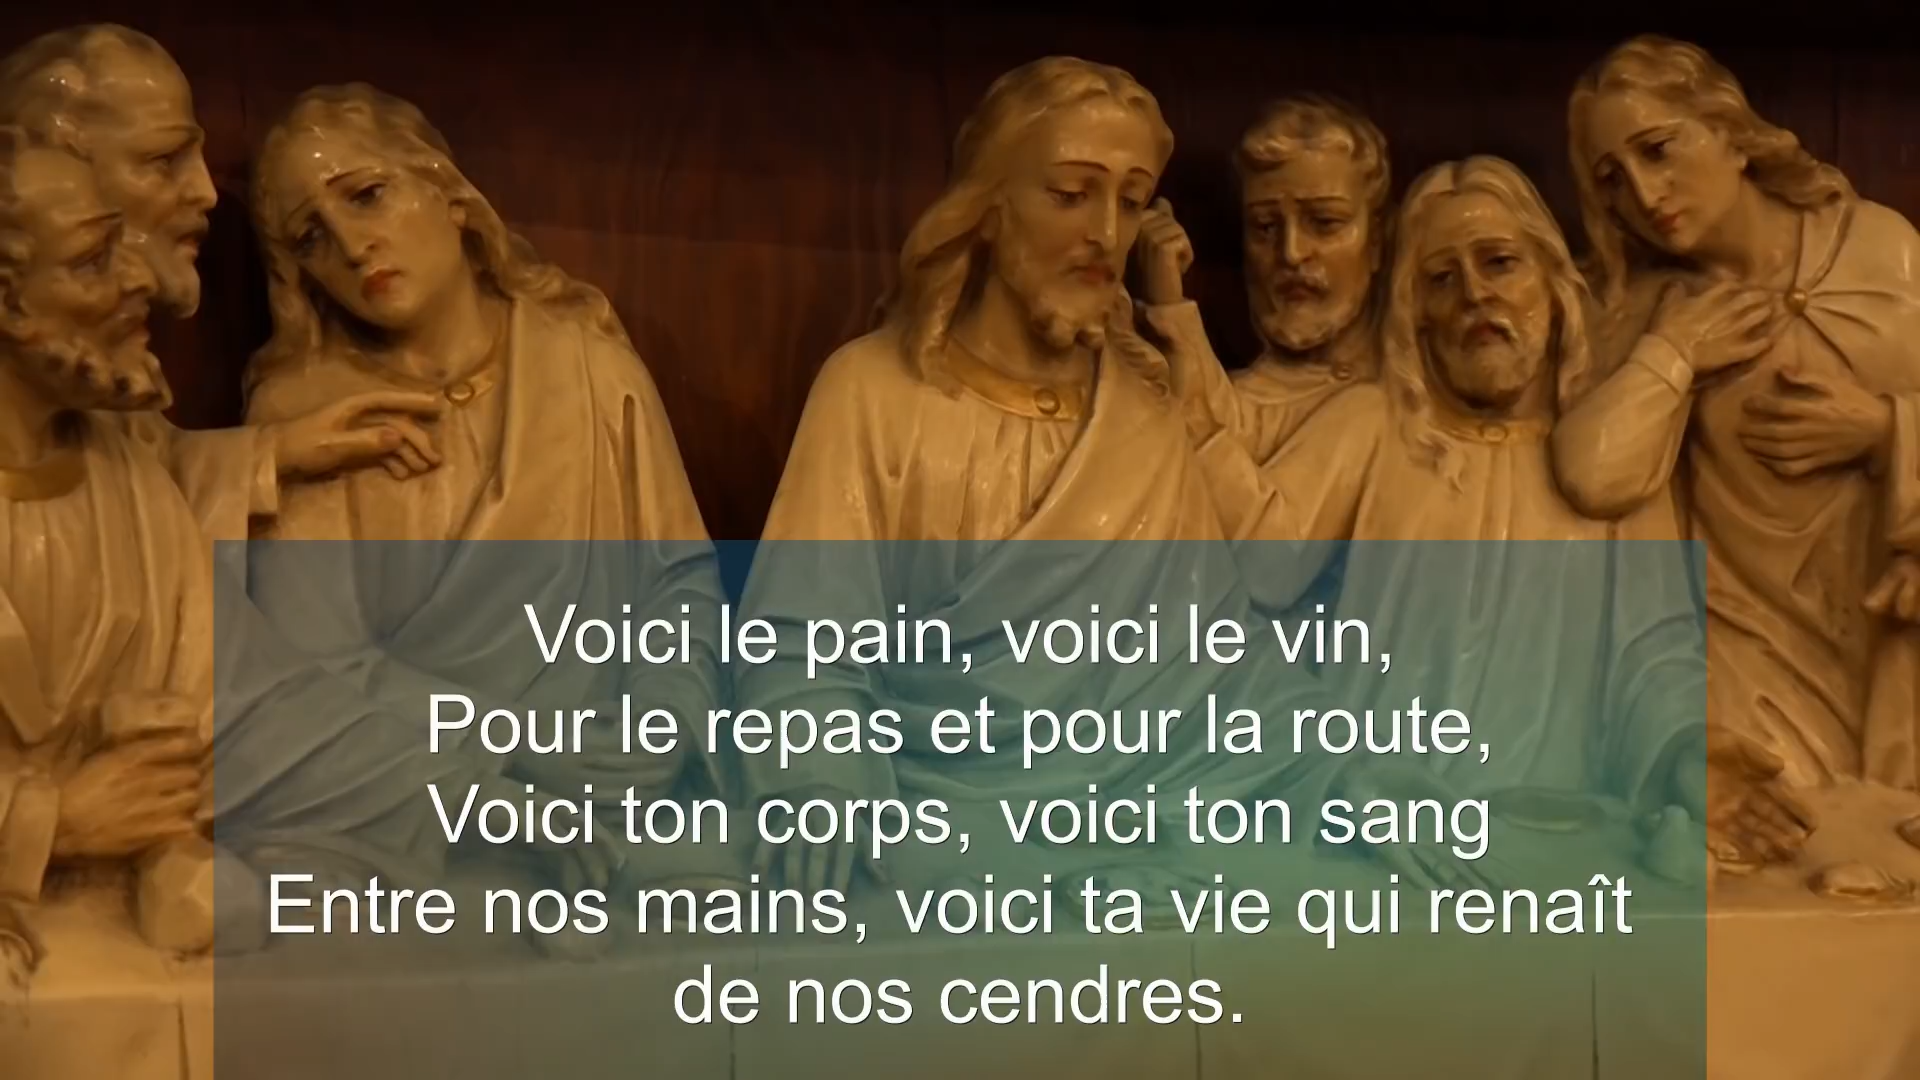 Voici le pain, voici le vin,
Pour le repas et pour la route,
Voici ton corps, voici ton sang
Entre nos mains, voici ta vie qui renaît
de nos cendres.